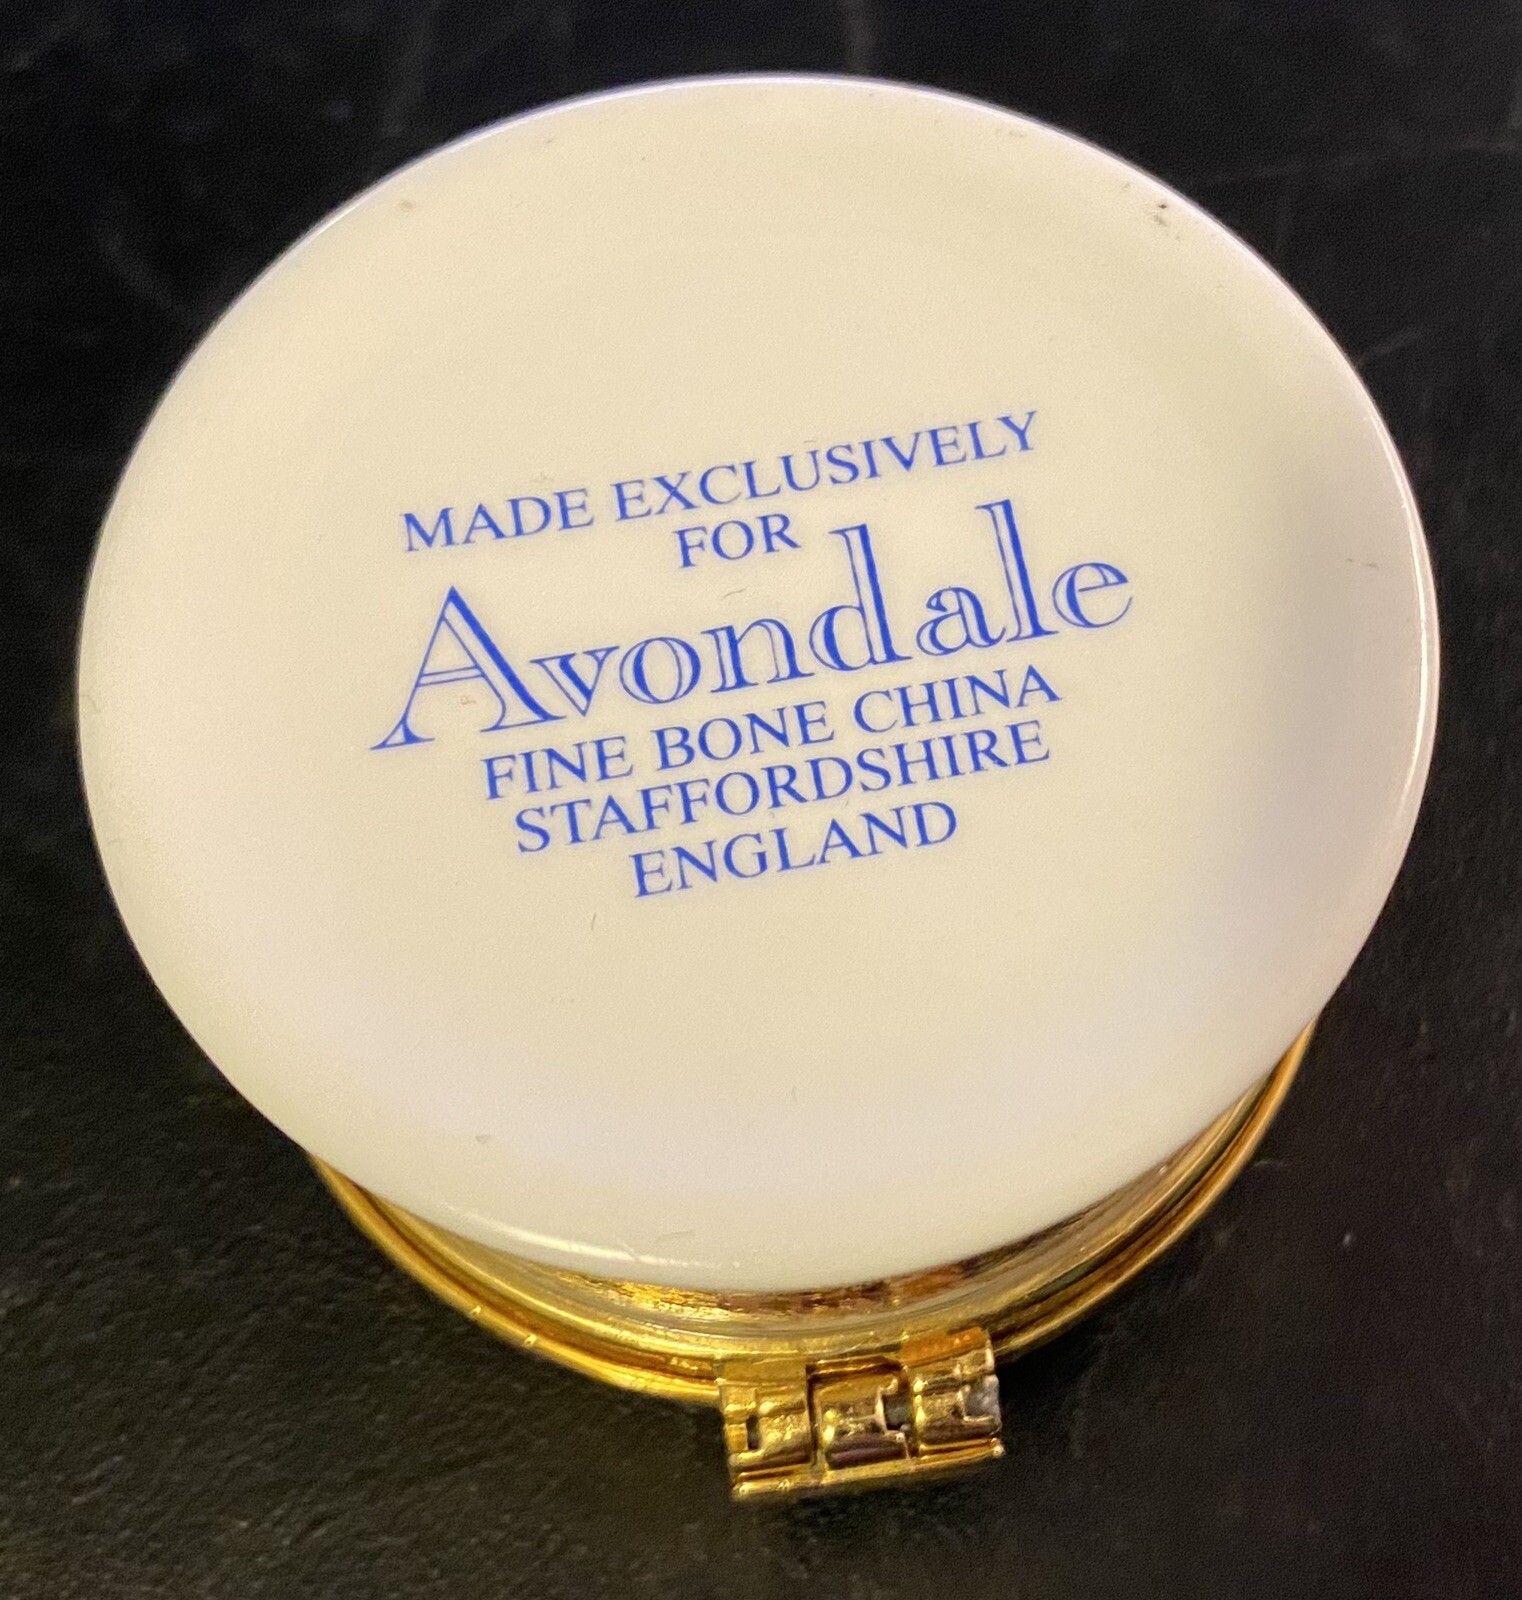 MADE EXCLUSIVELY
FOR
Avondale
FINE BONE CHINA
STAFFORDSHIRE
ENGLAND